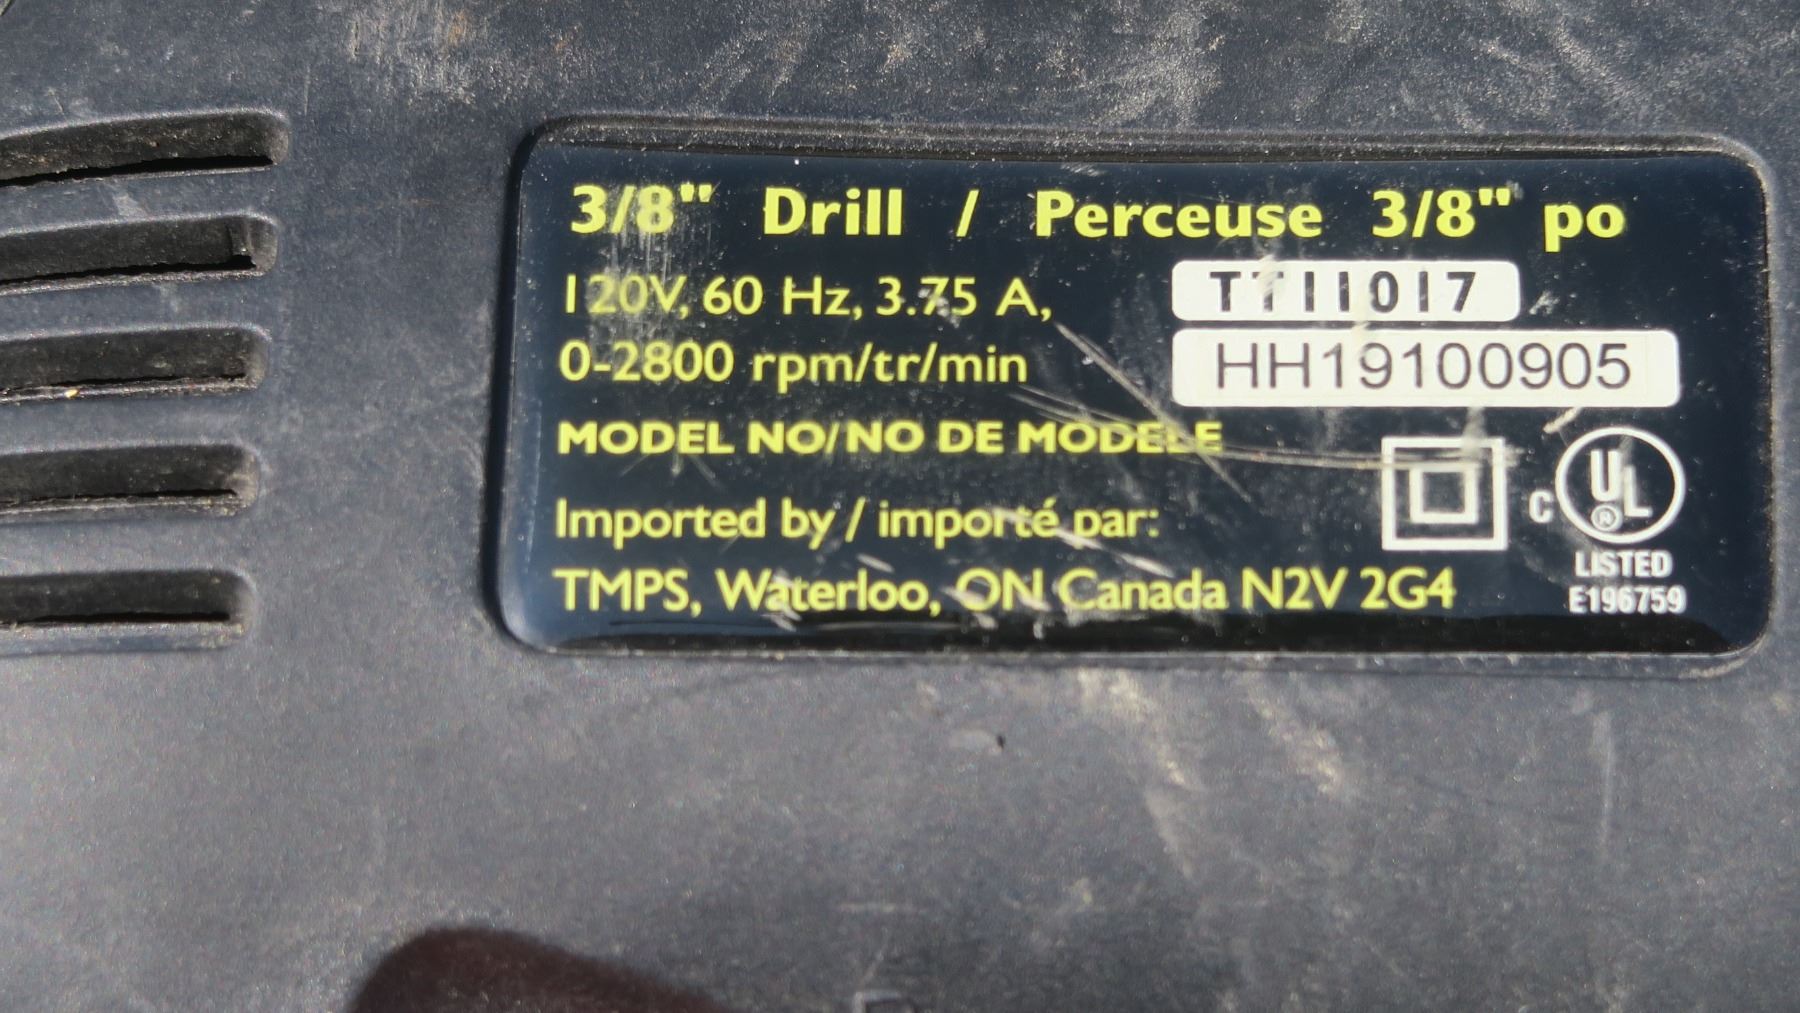 3/8" Drill / Perceuse 3/8" po
120V, 60 Hz, 3.75 A,
TT11017
0-2800 rpm/tr/min
HH19100905
MODEL NO/NO DE MODELE
Imported by / importé par:
TMPS, Waterloo, ON Canada N2V 2G4
C UL ®
LISTED
E196759